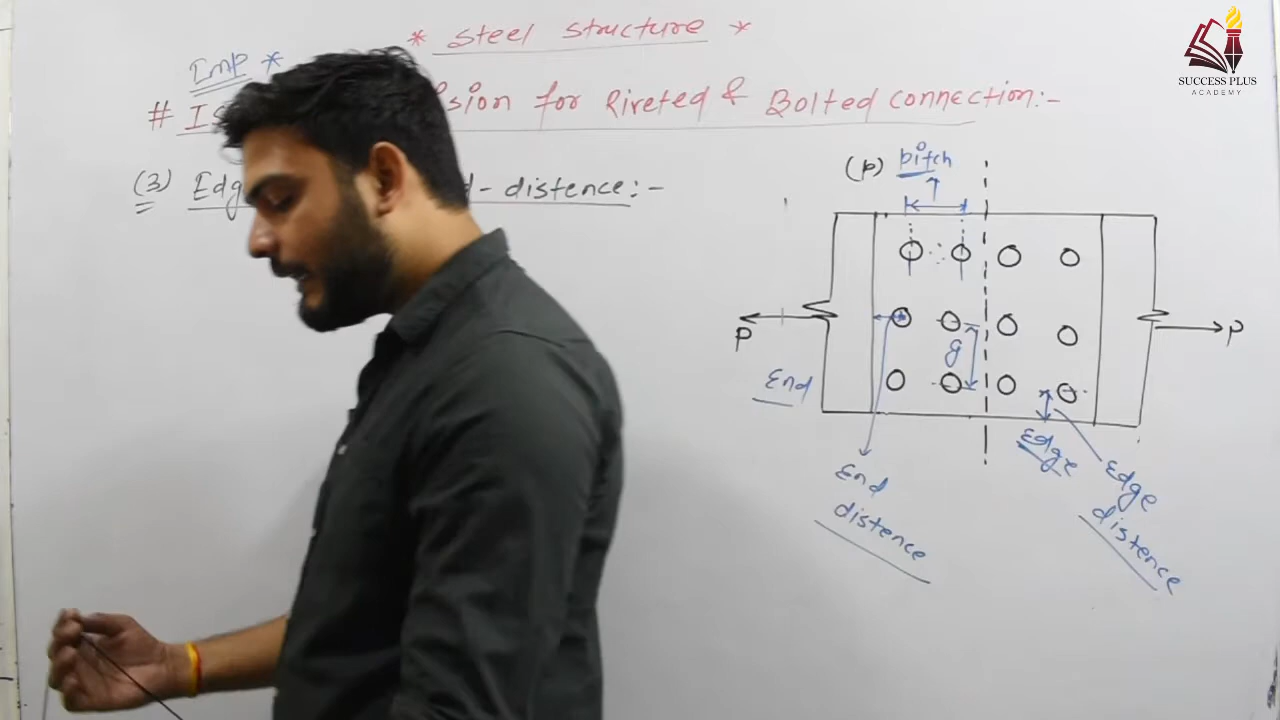 * Steel structure *
Imp *
# IS ision for Riveted & Bolted connection:-
(3) Edg d-distence:-
(p) pitch
P
P
g
End
Edge
End
distence
Edge
distence
SUCCESS PLUS
ACADEMY